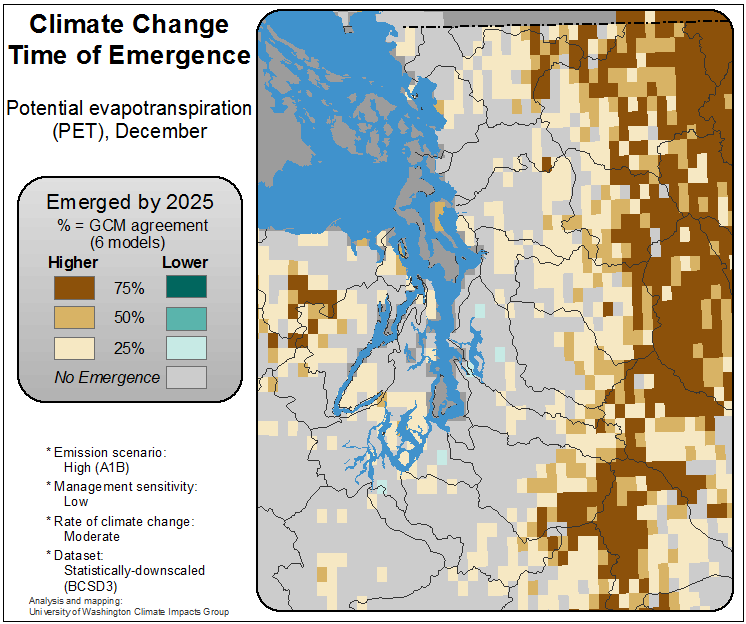 Climate Change
Time of Emergence
Potential evapotranspiration
(PET), December
Emerged by 2025
% = GCM agreement
(6 models)
Higher Lower
75%
50%
25%
No Emergence
* Emission scenario:
High (A1B)
* Management sensitivity:
Low
* Rate of climate change:
Moderate
* Dataset:
Statistically-downscaled
(BCSD3)
Analysis and mapping:
University of Washington Climate Impacts Group